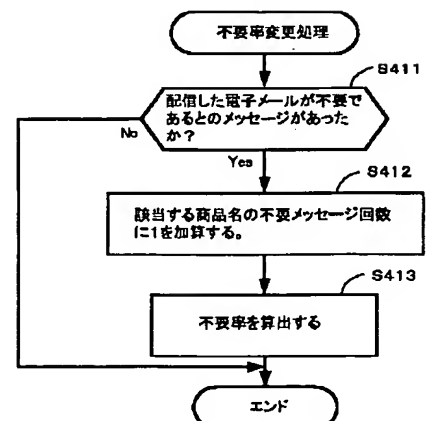 不要率変更処理
S411
配信した電子メールが不要で
あるとのメッセージがあった
か?
No
Yes
S412
該当する商品名の不要メッセージ回数
に1を加算する。
S413
不要率を算出する
エンド